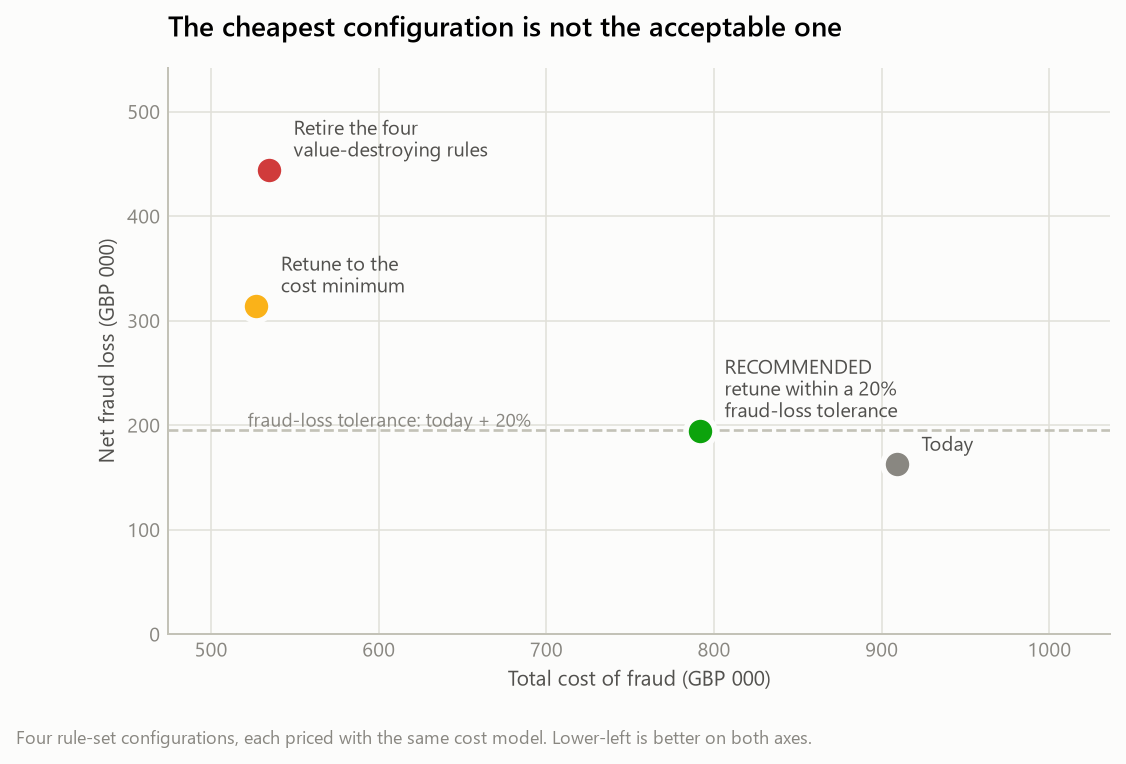 The cheapest configuration is not the acceptable one
Net fraud loss (GBP 000)
500
400
300
200
100
0
Retire the four
value-destroying rules
Retune to the
cost minimum
RECOMMENDED
retune within a 20%
fraud-loss tolerance
fraud-loss tolerance: today + 20%
Today
500
600
700
800
900
1000
Total cost of fraud (GBP 000)
Four rule-set configurations, each priced with the same cost model. Lower-left is better on both axes.